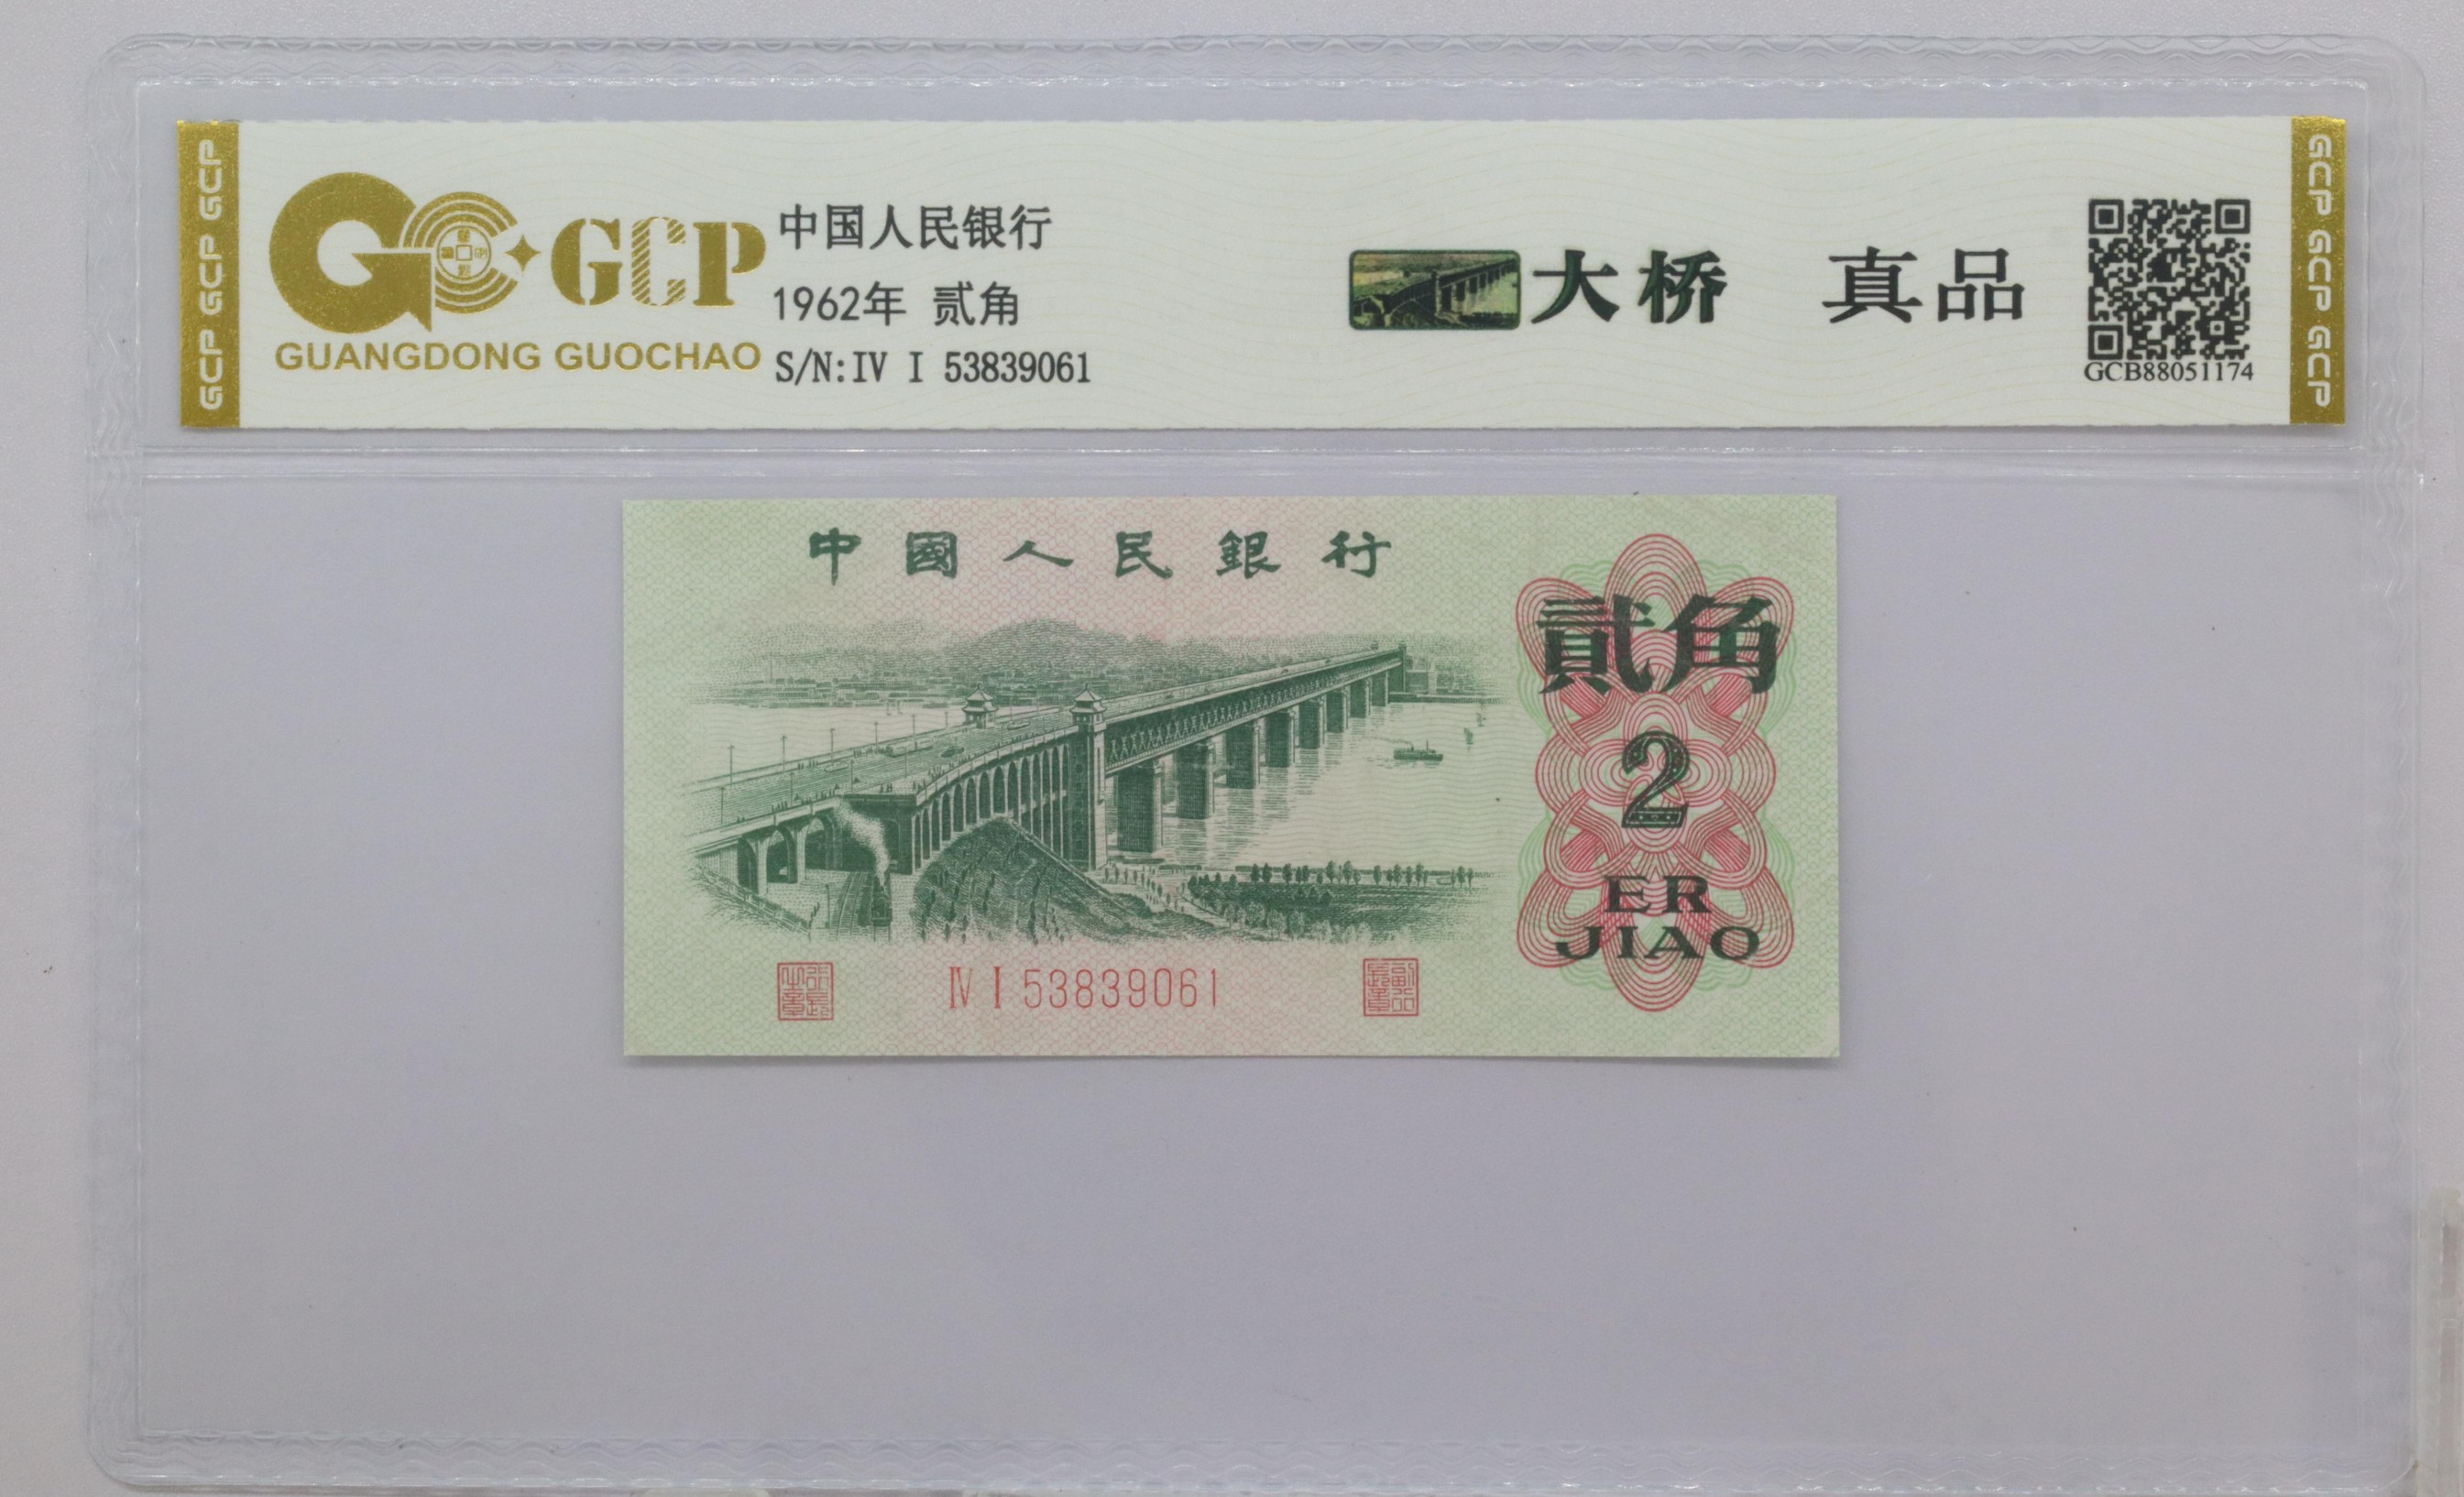 GCP GCP GCP
GCP
GUANGDONG GUOCHAO
中国人民银行
1962年 贰角
S/N:IV I 53839061
大桥 真品
GCB88051174
GCP GCP GCP
中國人民銀行
貳角
2
ER
JIAO
Ⅳ Ⅰ 53839061